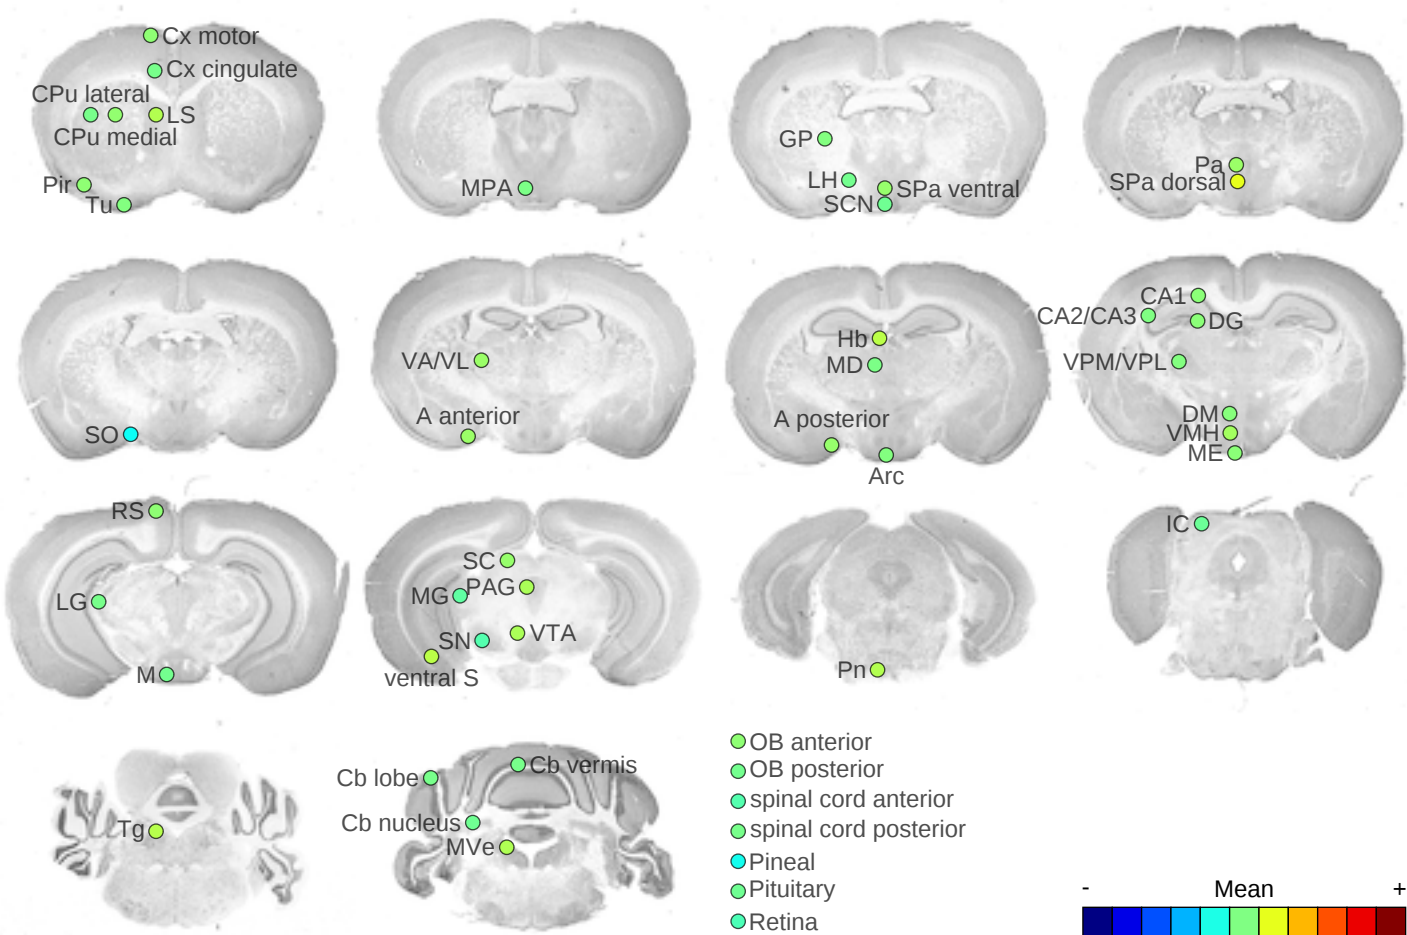 Cx motor
Cx cingulate
CPu lateral
LS
CPu medial
Pir
Tu
MPA
GP
LH
SPa ventral
SCN
Pa
SPa dorsal
SO
VA/VL
A anterior
Hb
MD
A posterior
Arc
CA1
CA2/CA3
DG
VPM/VPL
DM
VMH
ME
RS
LG
M
SC
PAG
MG
SN
VTA
ventral S
Pn
IC
Tg
Cb lobe
Cb vermis
Cb nucleus
MVe
OB anterior
OB posterior
spinal cord anterior
spinal cord posterior
Pineal
Pituitary
Retina
- Mean +